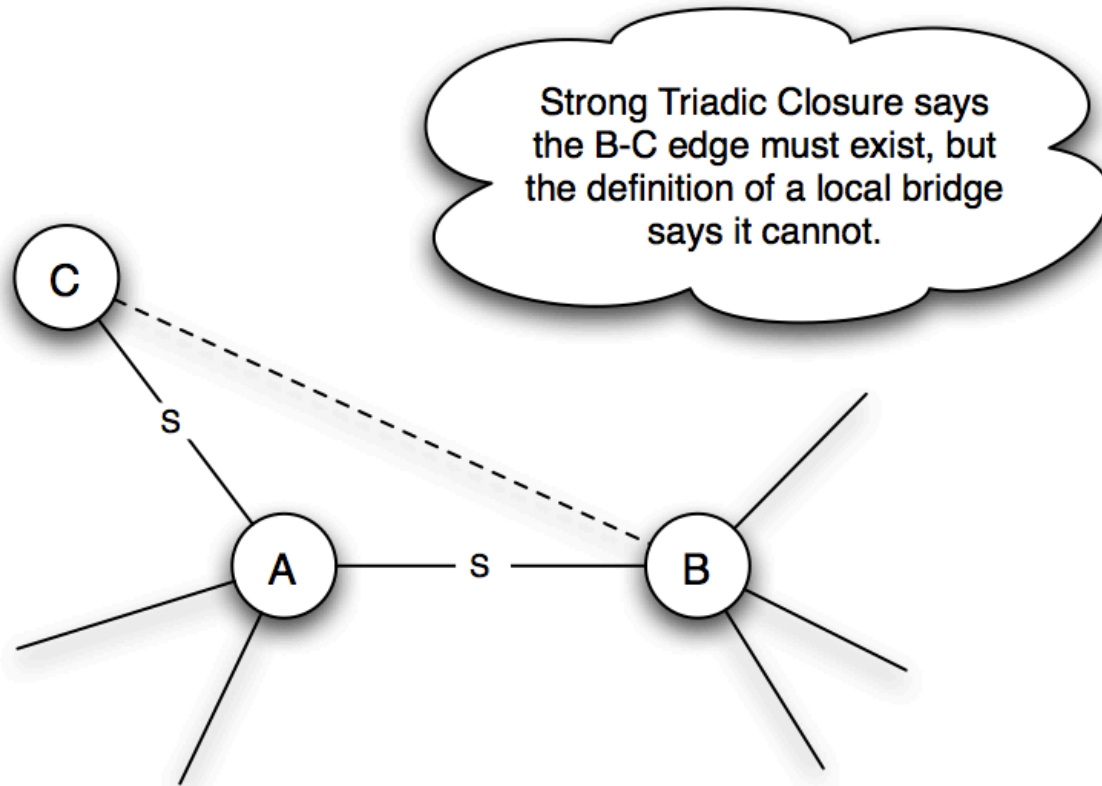 Strong Triadic Closure says
the B-C edge must exist, but
the definition of a local bridge
says it cannot.
C
S
A
S
B